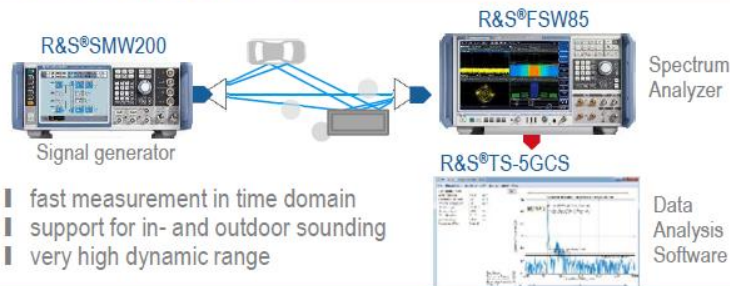 R&S®FSW85
R&S®SMW200
Spectrum
Analyzer
Signal generator
R&S®TS-5GCS
fast measurement in time domain
support for in- and outdoor sounding
very high dynamic range
Data
Analysis
Software